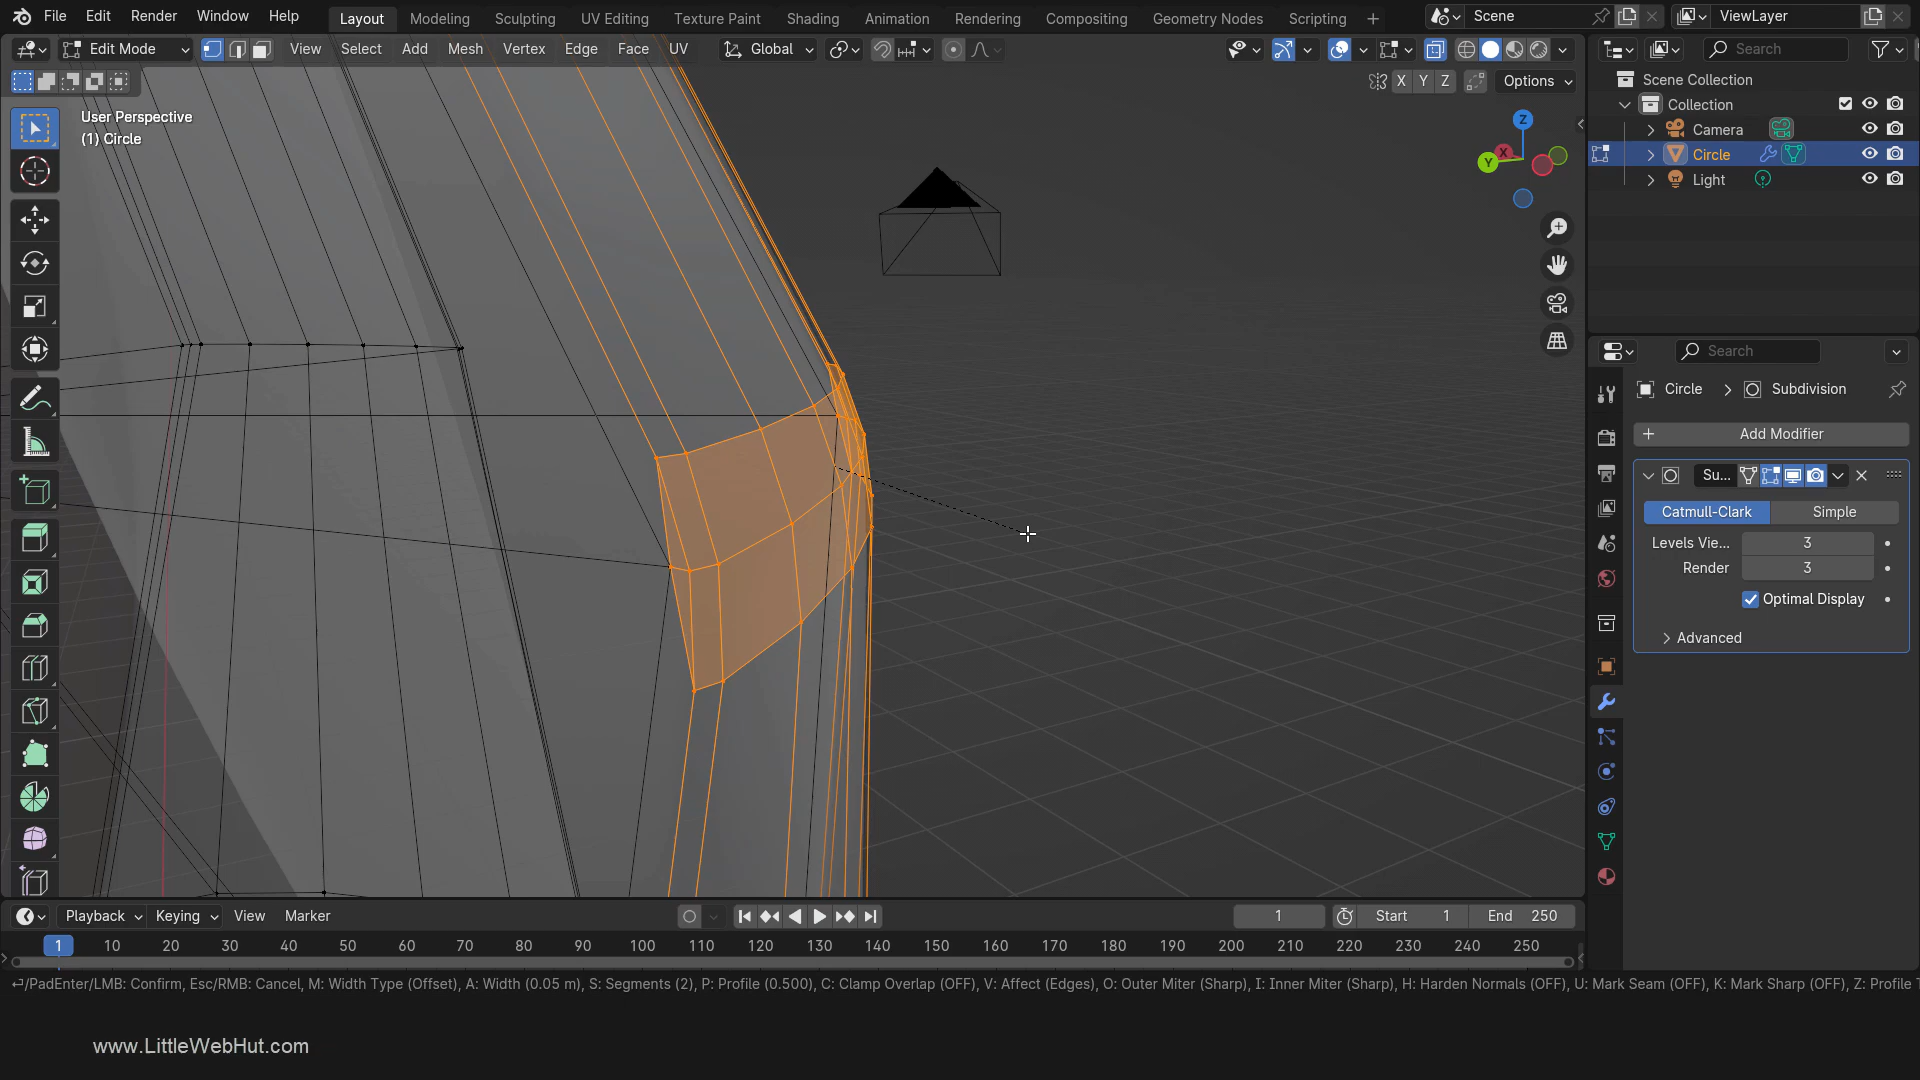 File Edit Render Window Help Layout Modeling Sculpting UV Editing Texture Paint Shading Animation Rendering Compositing Geometry Nodes Scripting + Scene ViewLayer
Edit Mode View Select Add Mesh Vertex Edge Face UV Global Search
X Y Z Options
Scene Collection
Collection
Camera
Circle
Light
User Perspective
(1) Circle
Z
X
Y
Search
Circle > Subdivision
+ Add Modifier
Su...
Catmull-Clark Simple
Levels Vie... 3
Render 3
Optimal Display
Advanced
Playback Keying View Marker 1 Start 1 End 250
1 10 20 30 40 50 60 70 80 90 100 110 120 130 140 150 160 170 180 190 200 210 220 230 240 250
⏎/PadEnter/LMB: Confirm, Esc/RMB: Cancel, M: Width Type (Offset), A: Width (0.05 m), S: Segments (2), P: Profile (0.500), C: Clamp Overlap (OFF), V: Affect (Edges), O: Outer Miter (Sharp), I: Inner Miter (Sharp), H: Harden Normals (OFF), U: Mark Seam (OFF), K: Mark Sharp (OFF), Z: Profile
www.LittleWebHut.com